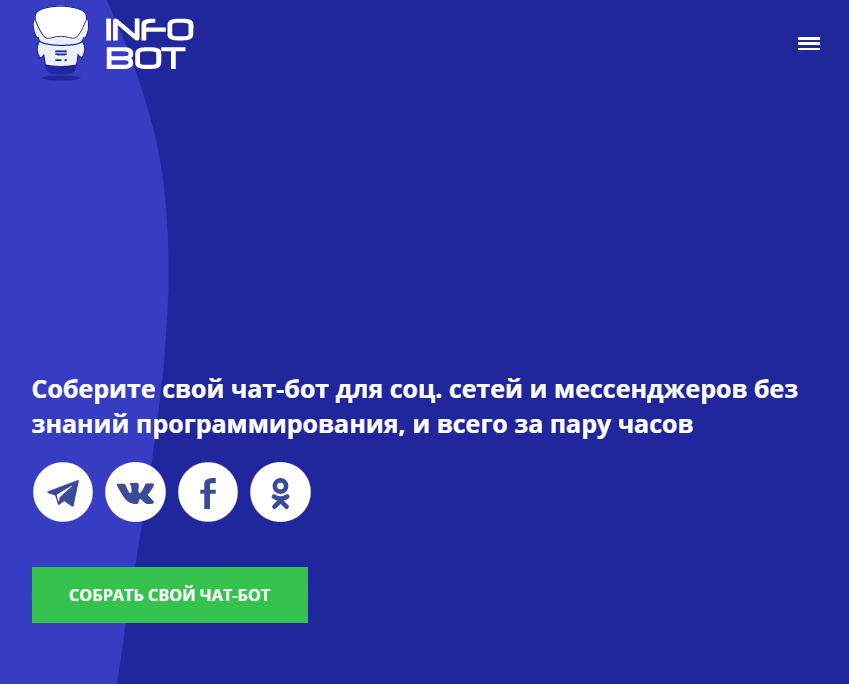 INFO
BOT
Соберите свой чат-бот для соц. сетей и мессенджеров без
знаний программирования, и всего за пару часов
СОБРАТЬ СВОЙ ЧАТ-БОТ